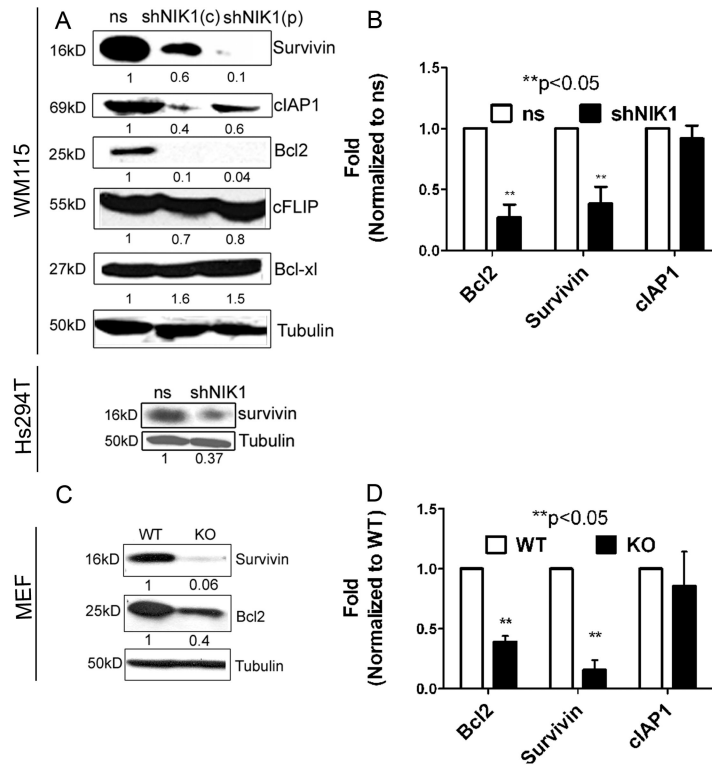 A
ns shNIK1(c) shNIK1(p)
WM115
16kD Survivin
1 0.6 0.1
69kD cIAP1
1 0.4 0.6
25kD Bcl2
1 0.1 0.04
55kD cFLIP
1 0.7 0.8
27kD Bcl-xl
1 1.6 1.5
50kD Tubulin
Hs294T
ns shNIK1
16kD survivin
50kD Tubulin
1 0.37
B
Fold
(Normalized to ns)
1.5
1.0
0.5
0.0
**p<0.05
ns shNIK1
** **
Bcl2 Survivin cIAP1
C
MEF
WT KO
16kD Survivin
1 0.06
25kD Bcl2
1 0.4
50kD Tubulin
D
Fold
(Normalized to WT)
1.5
1.0
0.5
0.0
**p<0.05
WT KO
** **
Bcl2 Survivin cIAP1